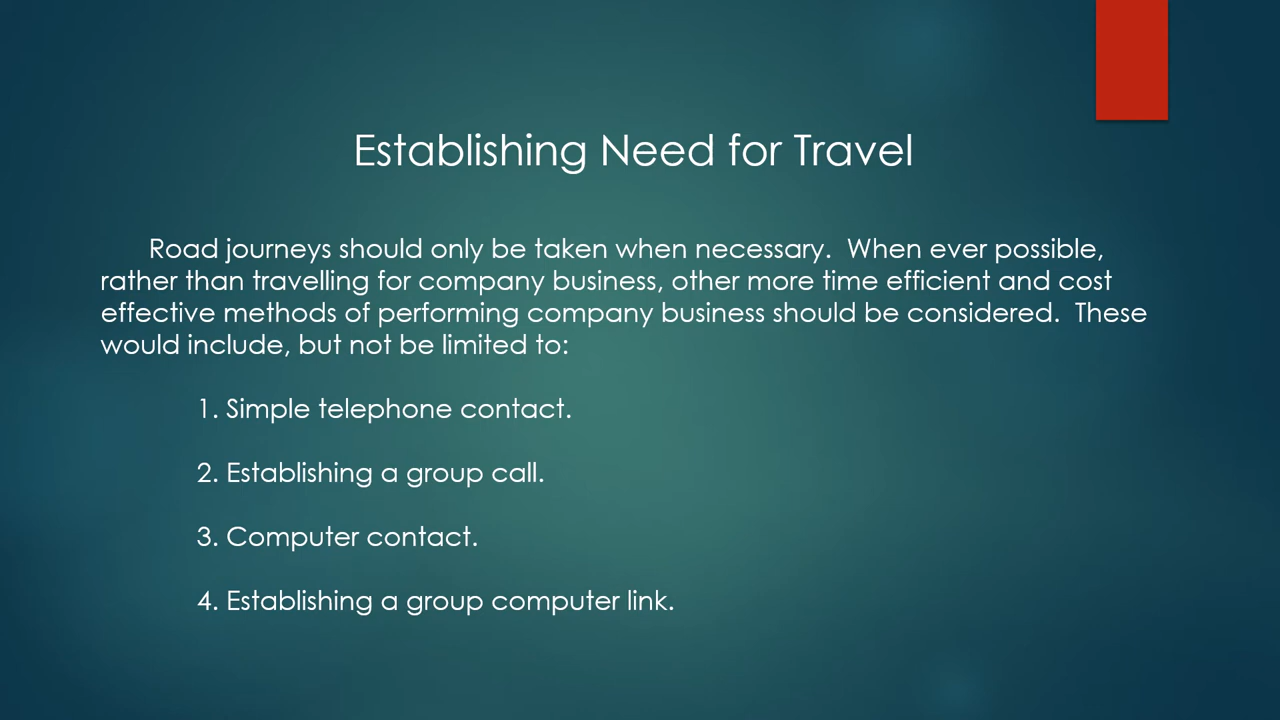 Establishing Need for Travel
Road journeys should only be taken when necessary.  When ever possible,
rather than travelling for company business, other more time efficient and cost
effective methods of performing company business should be considered.  These
would include, but not be limited to:
1. Simple telephone contact.
2. Establishing a group call.
3. Computer contact.
4. Establishing a group computer link.